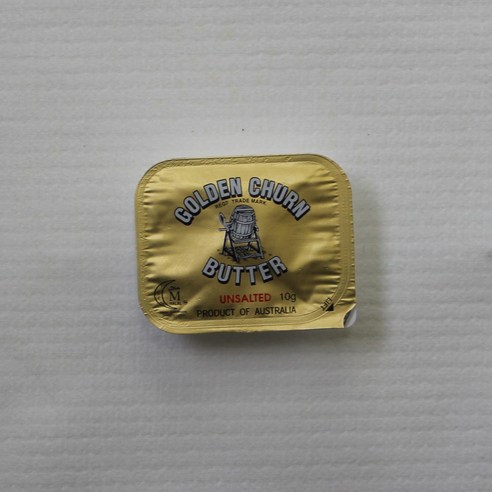 GOLDEN CHURN
REGD TRADE MARK
BUTTER
M
UNSALTED 10g
PRODUCT OF AUSTRALIA